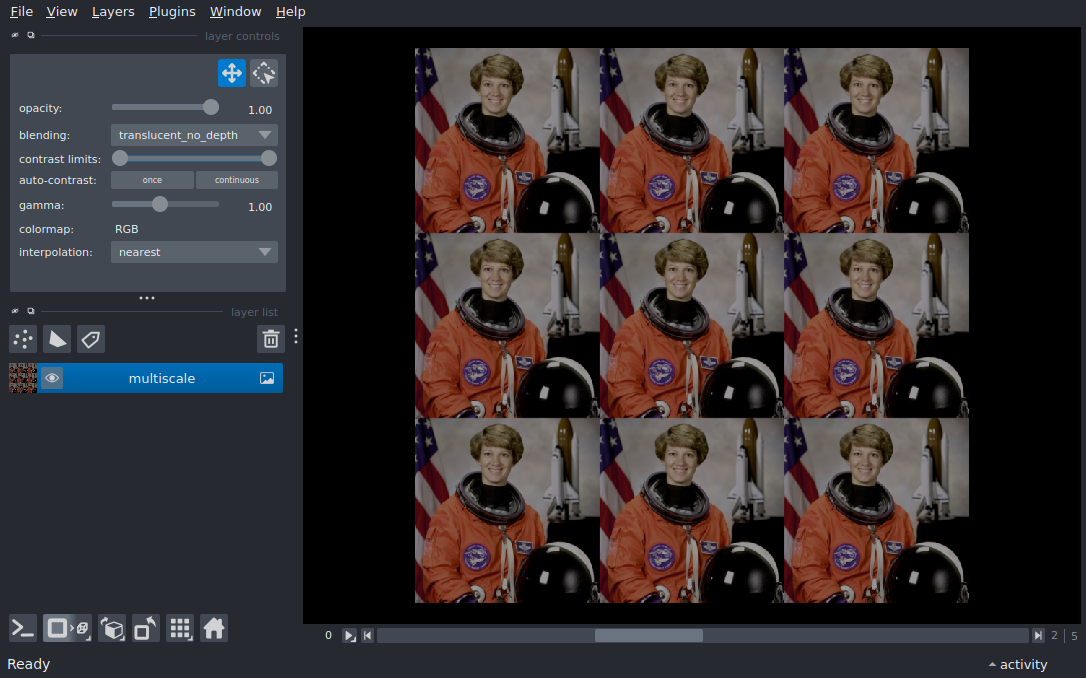 File View Layers Plugins Window Help
layer controls
opacity: 1.00
blending: translucent_no_depth
contrast limits:
auto-contrast: once continuous
gamma: 1.00
colormap: RGB
interpolation: nearest
layer list
multiscale
0 2 | 5
Ready activity